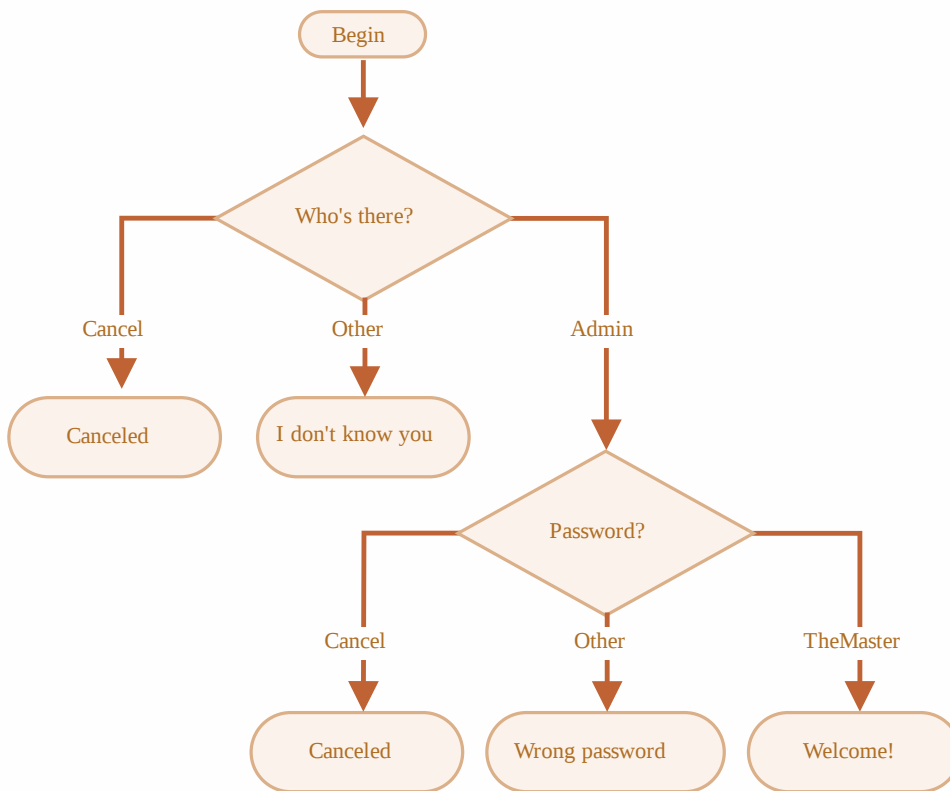 Begin
Who's there?
Cancel
Other
Admin
Canceled
I don't know you
Password?
Cancel
Other
TheMaster
Canceled
Wrong password
Welcome!